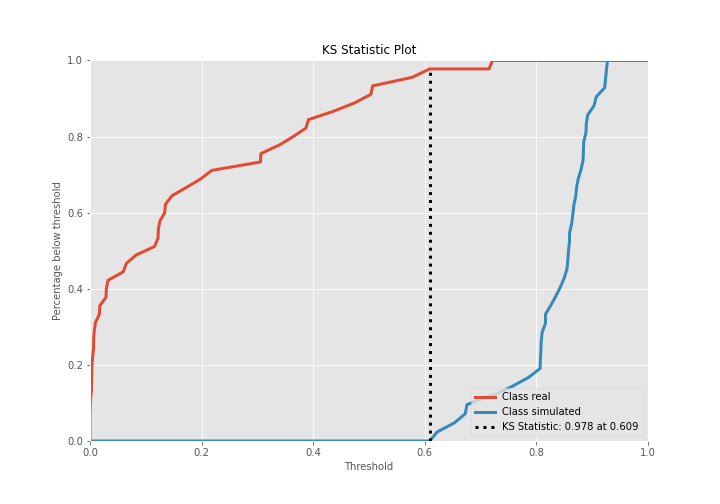 KS Statistic Plot
1.0
0.8
0.6
0.4
0.2
0.0
Percentage below threshold
0.0 0.2 0.4 0.6 0.8 1.0
Threshold
Class real
Class simulated
KS Statistic: 0.978 at 0.609